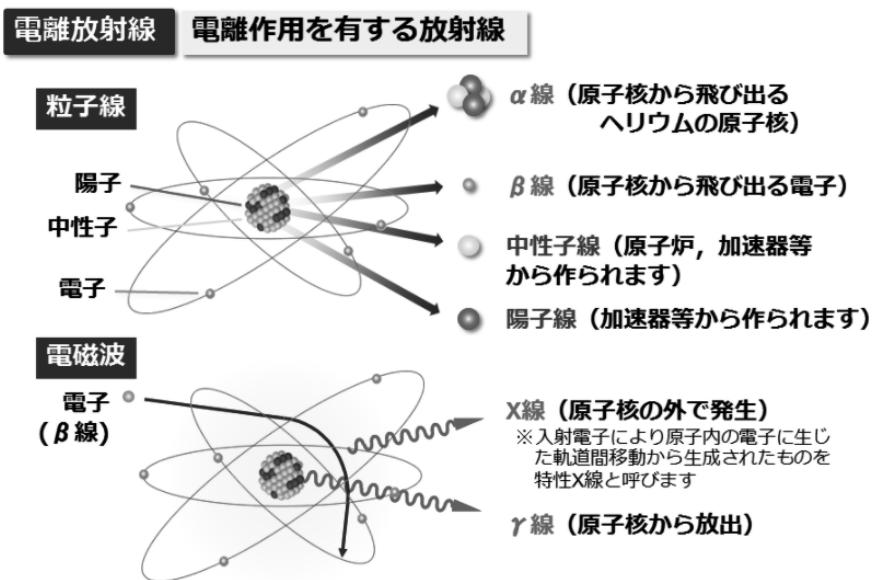 電離放射線
電離作用を有する放射線
粒子線
陽子
中性子
電子
α線（原子核から飛び出る
ヘリウムの原子核）
β線（原子核から飛び出る電子）
中性子線（原子炉，加速器等
から作られます）
陽子線（加速器等から作られます）
電磁波
電子
(β線)
X線（原子核の外で発生）
※入射電子により原子内の電子に生じ
た軌道間移動から生成されたものを
特性X線と呼びます
γ線（原子核から放出）